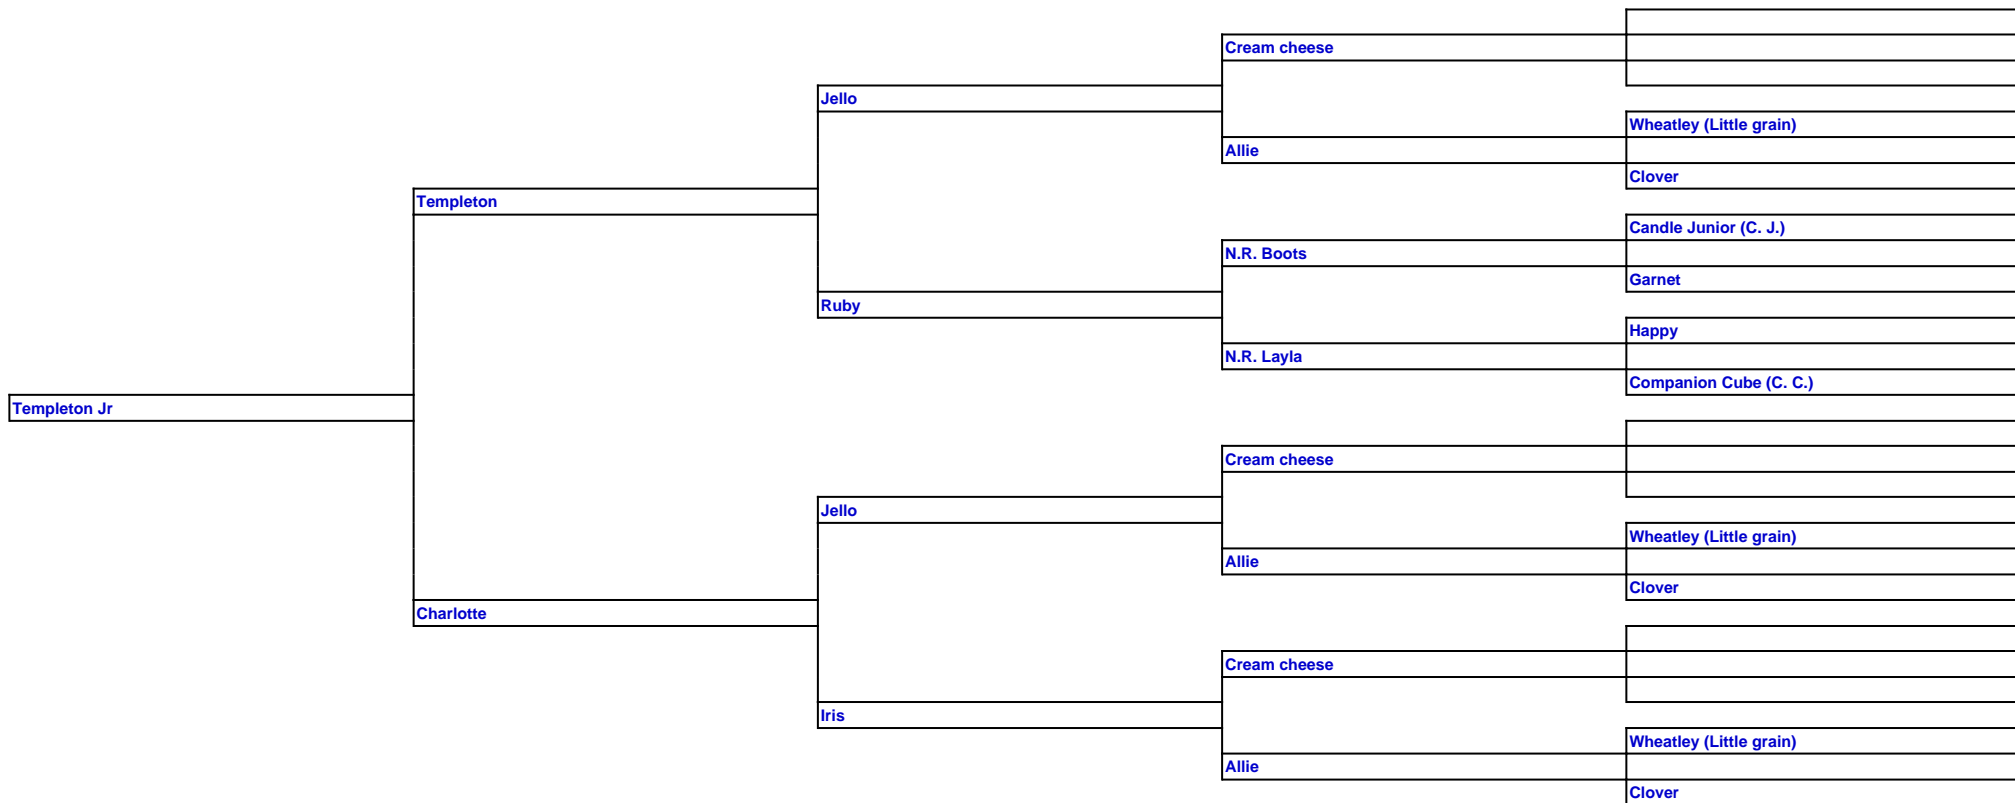 Cream cheese
Jello
Wheatley (Little grain)
Allie
Clover
Templeton
Candle Junior (C. J.)
N.R. Boots
Garnet
Ruby
Happy
N.R. Layla
Companion Cube (C. C.)
Templeton Jr
Cream cheese
Jello
Wheatley (Little grain)
Allie
Clover
Charlotte
Cream cheese
Iris
Wheatley (Little grain)
Allie
Clover